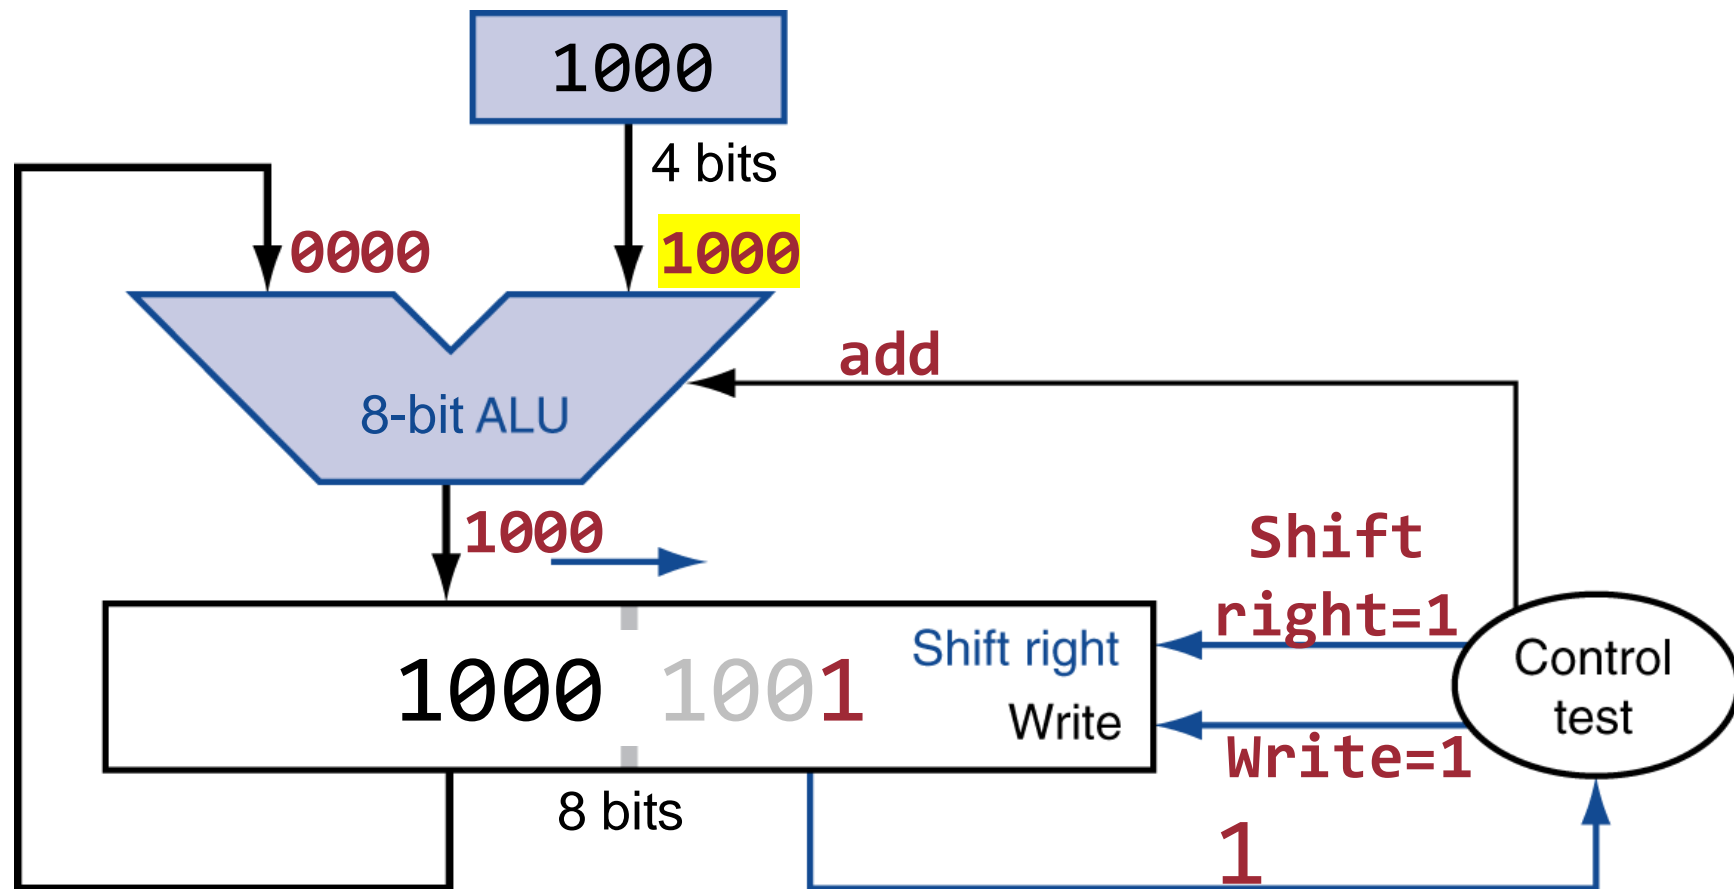 1000
4 bits
0000 1000
add
8-bit ALU
1000
Shift
right=1
Shift right
Control
test
1000 1001
Write
Write=1
8 bits
1